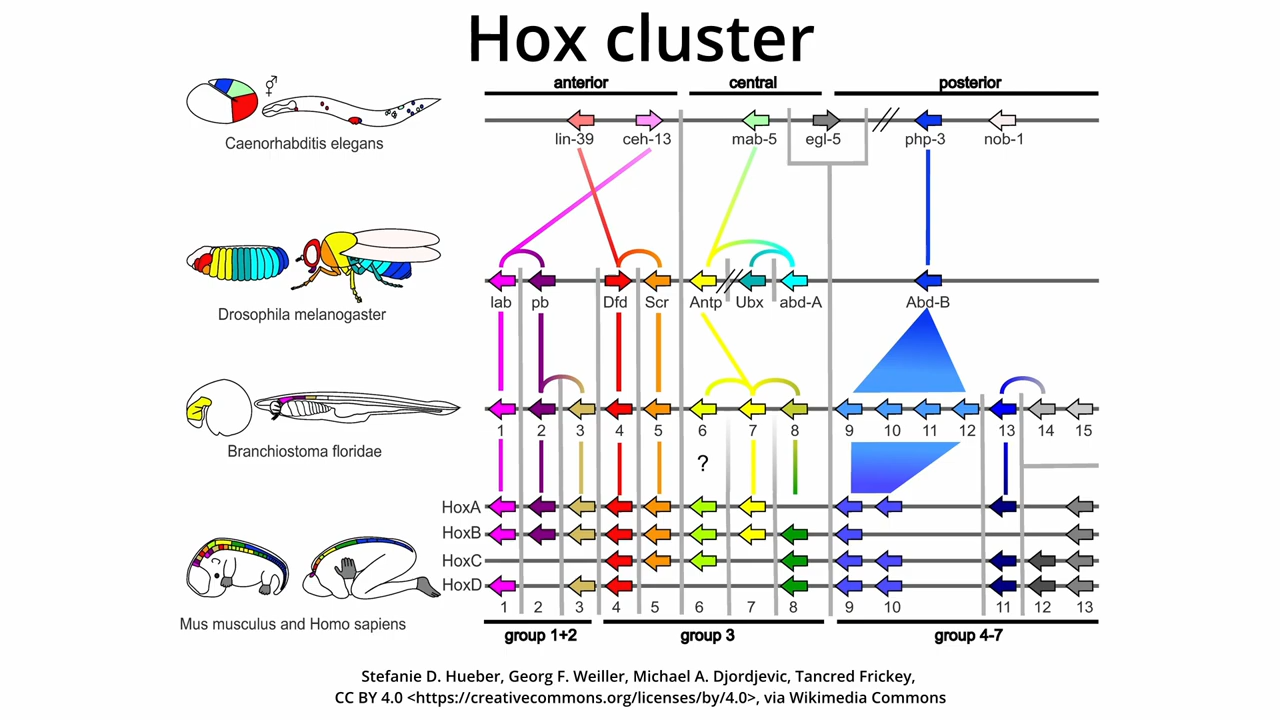 Hox cluster
anterior central posterior
lin-39 ceh-13 mab-5 egl-5 php-3 nob-1
Caenorhabditis elegans
lab pb Dfd Scr Antp Ubx abd-A Abd-B
Drosophila melanogaster
1 2 3 4 5 6 7 8 9 10 11 12 13 14 15
Branchiostoma floridae
?
HoxA
HoxB
HoxC
HoxD
1 2 3 4 5 6 7 8 9 10 11 12 13
Mus musculus and Homo sapiens
group 1+2 group 3 group 4-7
Stefanie D. Hueber, Georg F. Weiller, Michael A. Djordjevic, Tancred Frickey,
CC BY 4.0 <https://creativecommons.org/licenses/by/4.0>, via Wikimedia Commons